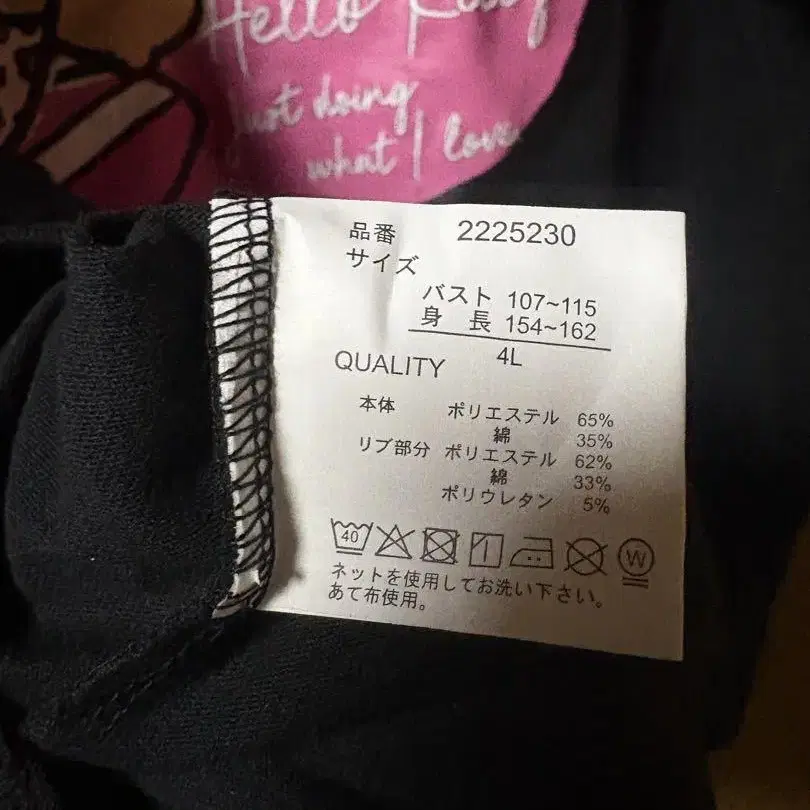 Hello Kitty
just doing
what I love
品番 2225230
サイズ
バスト 107~115
身 長 154~162
4L
QUALITY
本体 ポリエステル 65%
綿 35%
リブ部分 ポリエステル 62%
綿 33%
ポリウレタン 5%
40 W
ネットを使用してお洗い下さい。
あて布使用。